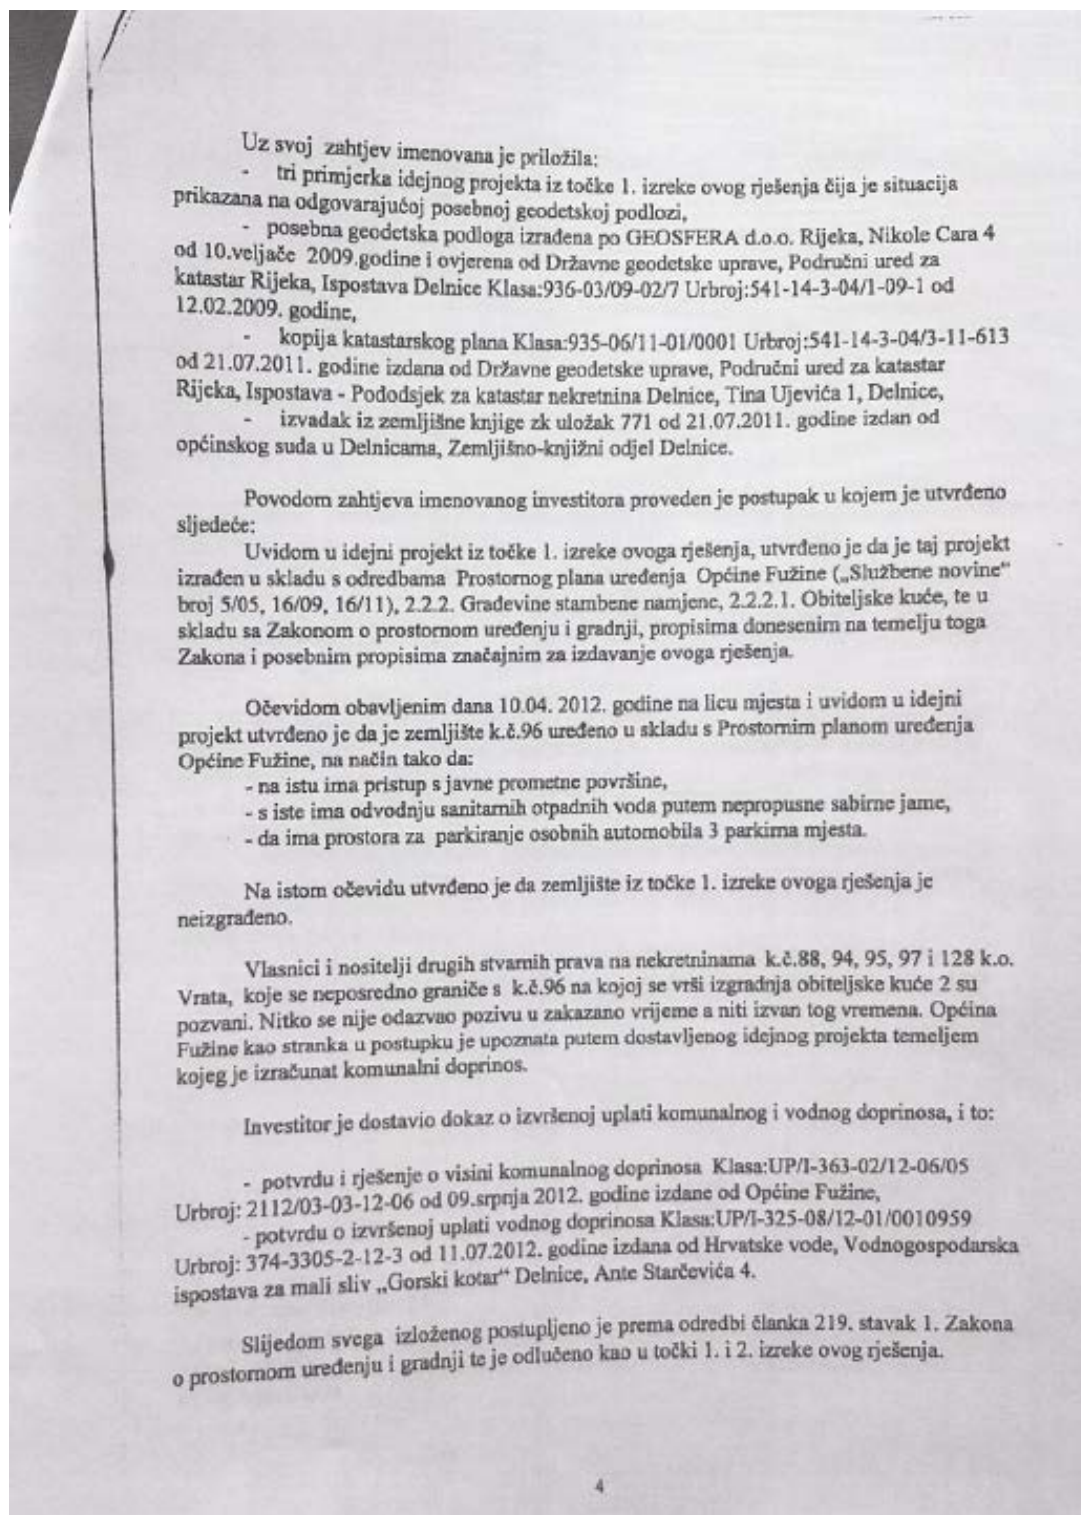 Uz svoj zahtjev imenovana je priložila:
- tri primjerka idejnog projekta iz točke 1. izreke ovog rješenja čija je situacija
prikazana na odgovarajućoj posebnoj geodetskoj podlozi,
- posebna geodetska podloga izrađena po GEOSFERA d.o.o. Rijeka, Nikole Cara 4
od 10.veljače 2009.godine i ovjerena od Državne geodetske uprave, Područni ured za
katastar Rijeka, Ispostava Delnice Klasa:936-03/09-02/7 Urbroj:541-14-3-04/1-09-1 od
12.02.2009. godine,
- kopija katastarskog plana Klasa:935-06/11-01/0001 Urbroj:541-14-3-04/3-11-613
od 21.07.2011. godine izdana od Državne geodetske uprave, Područni ured za katastar
Rijeka, Ispostava - Pododsjek za katastar nekretnina Delnice, Tina Ujevića 1, Delnice,
- izvadak iz zemljišne knjige zk uložak 771 od 21.07.2011. godine izdan od
općinskog suda u Delnicama, Zemljišno-knjižni odjel Delnice.
Povodom zahtjeva imenovanog investitora proveden je postupak u kojem je utvrđeno
sljedeće:
Uvidom u idejni projekt iz točke 1. izreke ovoga rješenja, utvrđeno je da je taj projekt
izrađen u skladu s odredbama Prostornog plana uređenja Općine Fužine („Službene novine“
broj 5/05, 16/09, 16/11), 2.2.2. Građevine stambene namjene, 2.2.2.1. Obiteljske kuće, te u
skladu sa Zakonom o prostornom uređenju i gradnji, propisima donesenim na temelju toga
Zakona i posebnim propisima značajnim za izdavanje ovoga rješenja.
Očevidom obavljenim dana 10.04. 2012. godine na licu mjesta i uvidom u idejni
projekt utvrđeno je da je zemljište k.č.96 uređeno u skladu s Prostornim planom uređenja
Općine Fužine, na način tako da:
- na istu ima pristup s javne prometne površine,
- s iste ima odvodnju sanitarnih otpadnih voda putem nepropusne sabirne jame,
- da ima prostora za parkiranje osobnih automobila 3 parkirna mjesta.
Na istom očevidu utvrđeno je da zemljište iz točke 1. izreke ovoga rješenja je
neizgrađeno.
Vlasnici i nositelji drugih stvarnih prava na nekretninama k.č.88, 94, 95, 97 i 128 k.o.
Vrata, koje se neposredno graniče s k.č.96 na kojoj se vrši izgradnja obiteljske kuće 2 su
pozvani. Nitko se nije odazvao pozivu u zakazano vrijeme a niti izvan tog vremena. Općina
Fužine kao stranka u postupku je upoznata putem dostavljenog idejnog projekta temeljem
kojeg je izračunat komunalni doprinos.
Investitor je dostavio dokaz o izvršenoj uplati komunalnog i vodnog doprinosa, i to:
- potvrdu i rješenje o visini komunalnog doprinosa Klasa:UP/I-363-02/12-06/05
Urbroj: 2112/03-03-12-06 od 09.srpnja 2012. godine izdane od Općine Fužine,
- potvrdu o izvršenoj uplati vodnog doprinosa Klasa:UP/I-325-08/12-01/0010959
Urbroj: 374-3305-2-12-3 od 11.07.2012. godine izdana od Hrvatske vode, Vodnogospodarska
ispostava za mali sliv „Gorski kotar“ Delnice, Ante Starčevića 4.
Slijedom svega izloženog postupljeno je prema odredbi članka 219. stavak 1. Zakona
o prostornom uređenju i gradnji te je odlučeno kao u točki 1. i 2. izreke ovog rješenja.
4